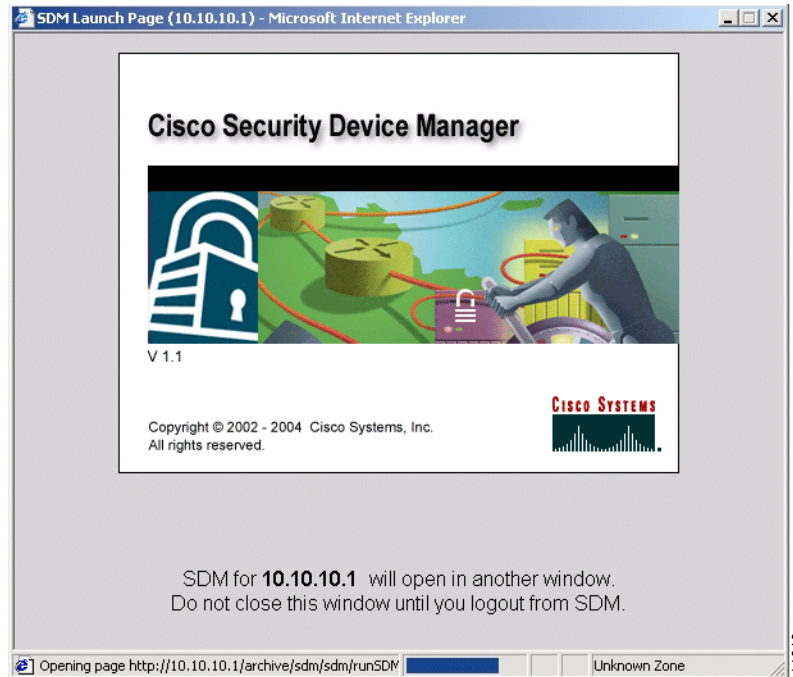 SDM Launch Page (10.10.10.1) - Microsoft Internet Explorer
Cisco Security Device Manager
V 1.1
Copyright © 2002 - 2004 Cisco Systems, Inc.
All rights reserved.
CISCO SYSTEMS
SDM for 10.10.10.1 will open in another window.
Do not close this window until you logout from SDM.
Opening page http://10.10.10.1/archive/sdm/sdm/runSDM
Unknown Zone